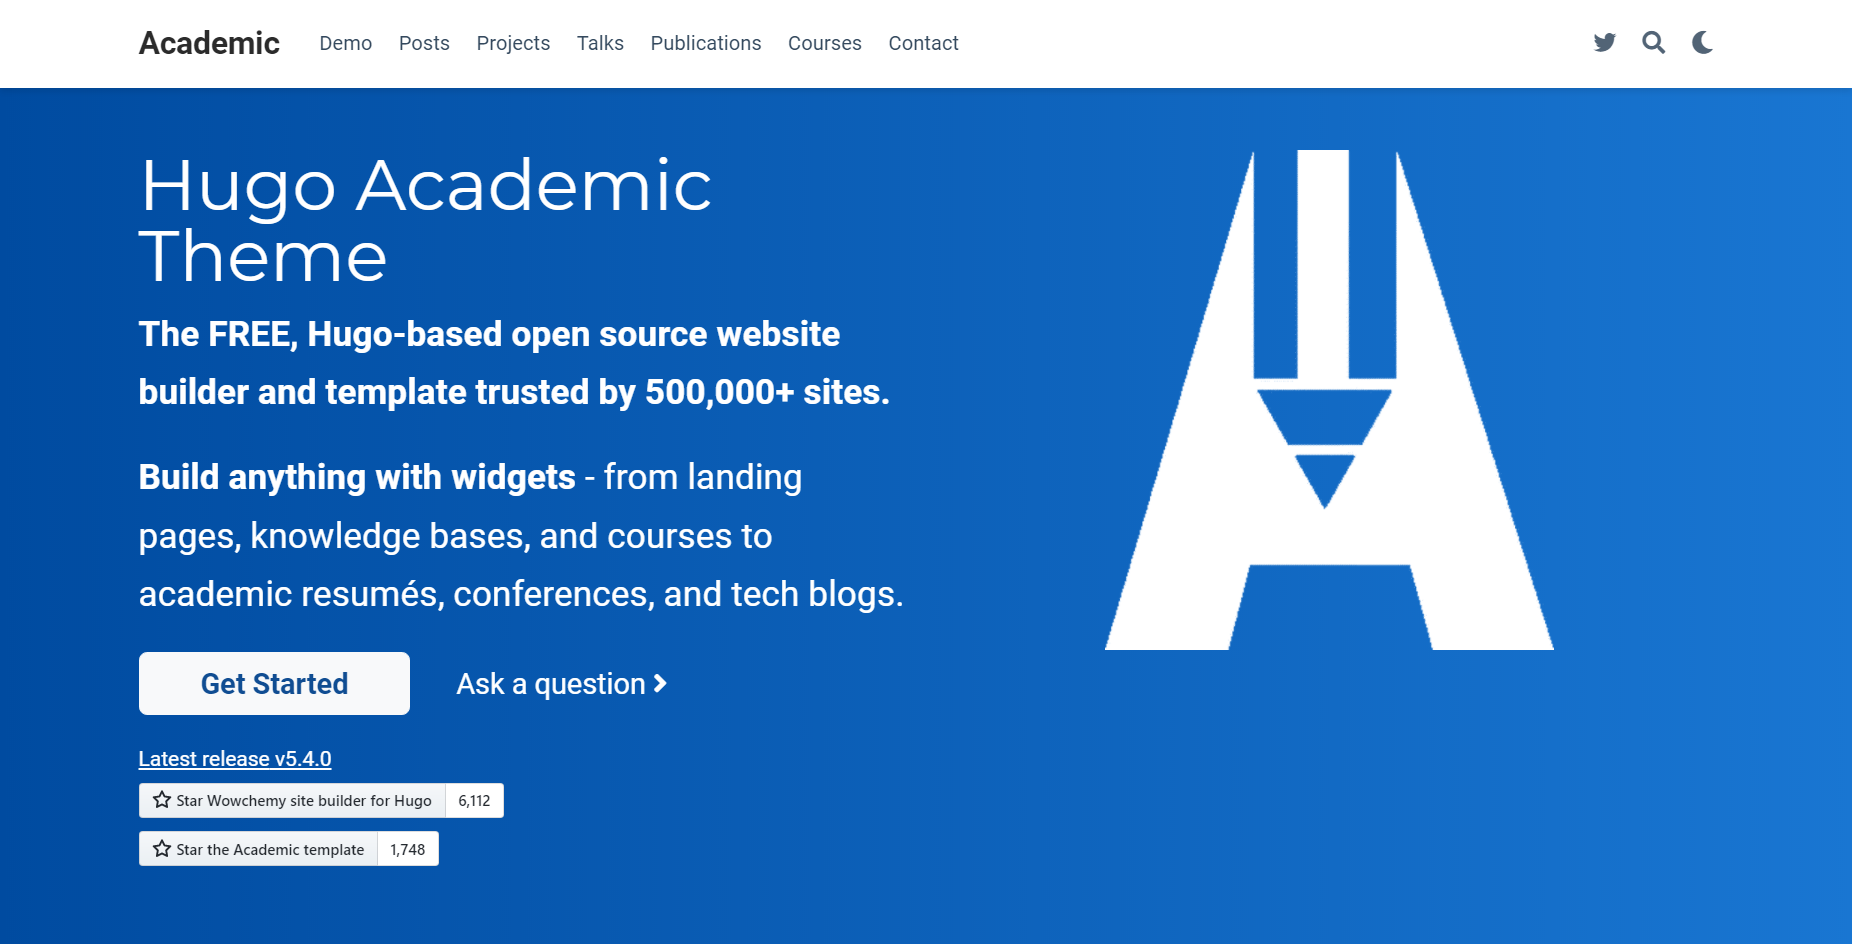 Academic Demo Posts Projects Talks Publications Courses Contact
Hugo Academic
Theme
The FREE, Hugo-based open source website
builder and template trusted by 500,000+ sites.
Build anything with widgets - from landing
pages, knowledge bases, and courses to
academic resumés, conferences, and tech blogs.
Get Started Ask a question
Latest release v5.4.0
Star Wowchemy site builder for Hugo 6,112
Star the Academic template 1,748